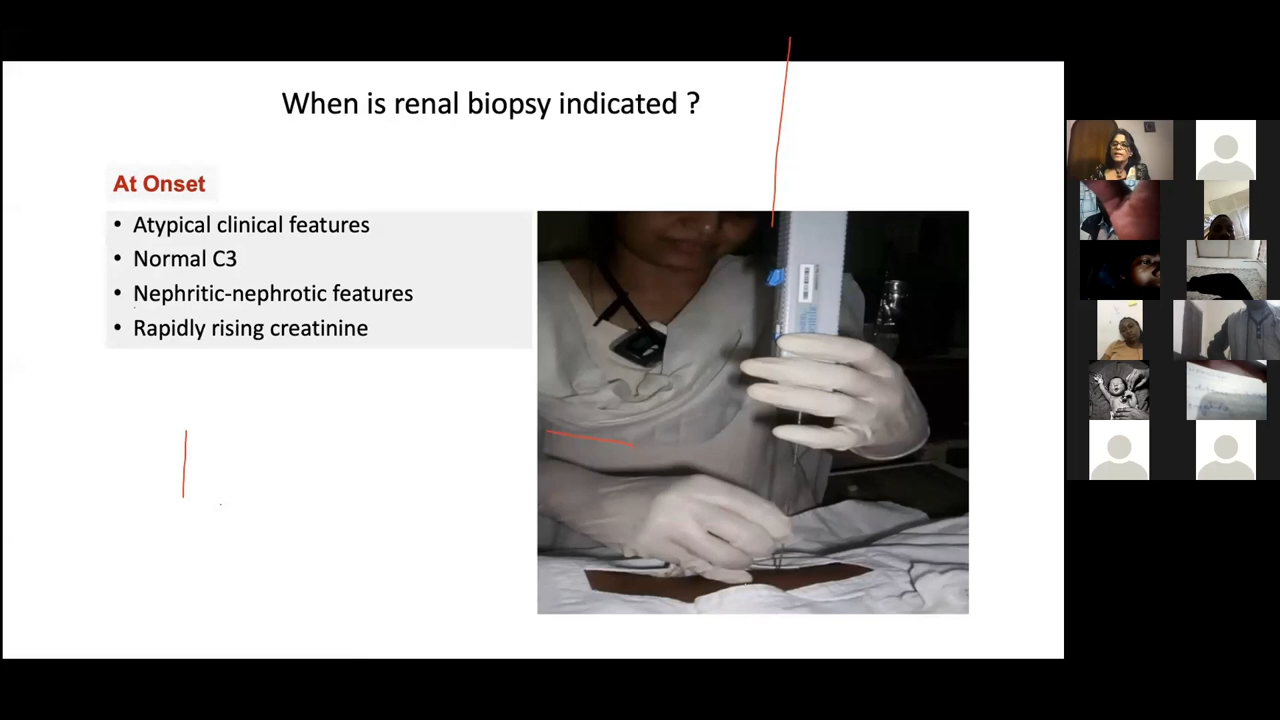 When is renal biopsy indicated ?
At Onset
• Atypical clinical features
• Normal C3
• Nephritic-nephrotic features
• Rapidly rising creatinine